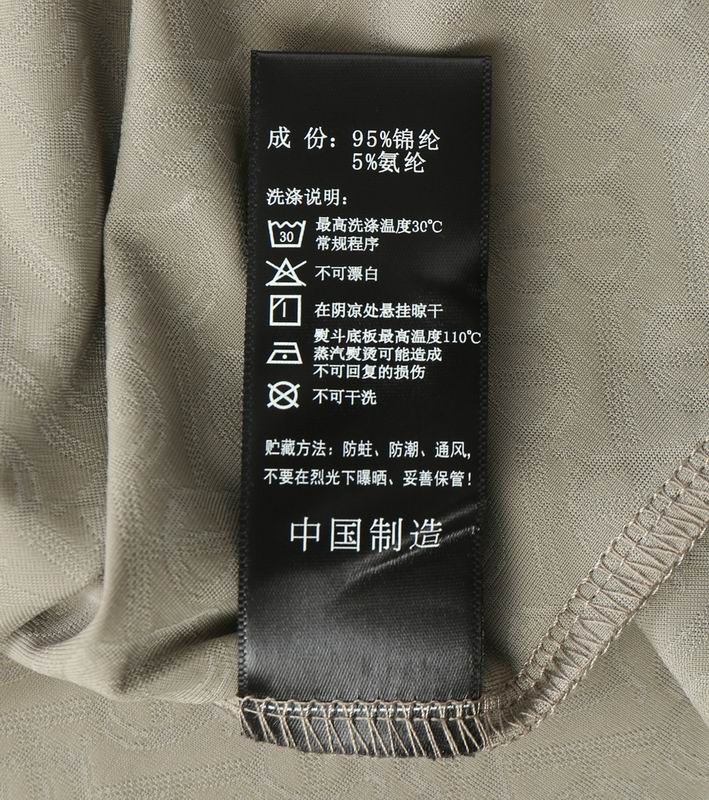 成 份：95%锦纶
5%氨纶
洗涤说明：
30
最高洗涤温度30℃
常规程序
不可漂白
在阴凉处悬挂晾干
熨斗底板最高温度110℃
蒸汽熨烫可能造成
不可回复的损伤
不可干洗
贮藏方法：防蛀、防潮、通风，
不要在烈光下曝晒、妥善保管！
中国制造